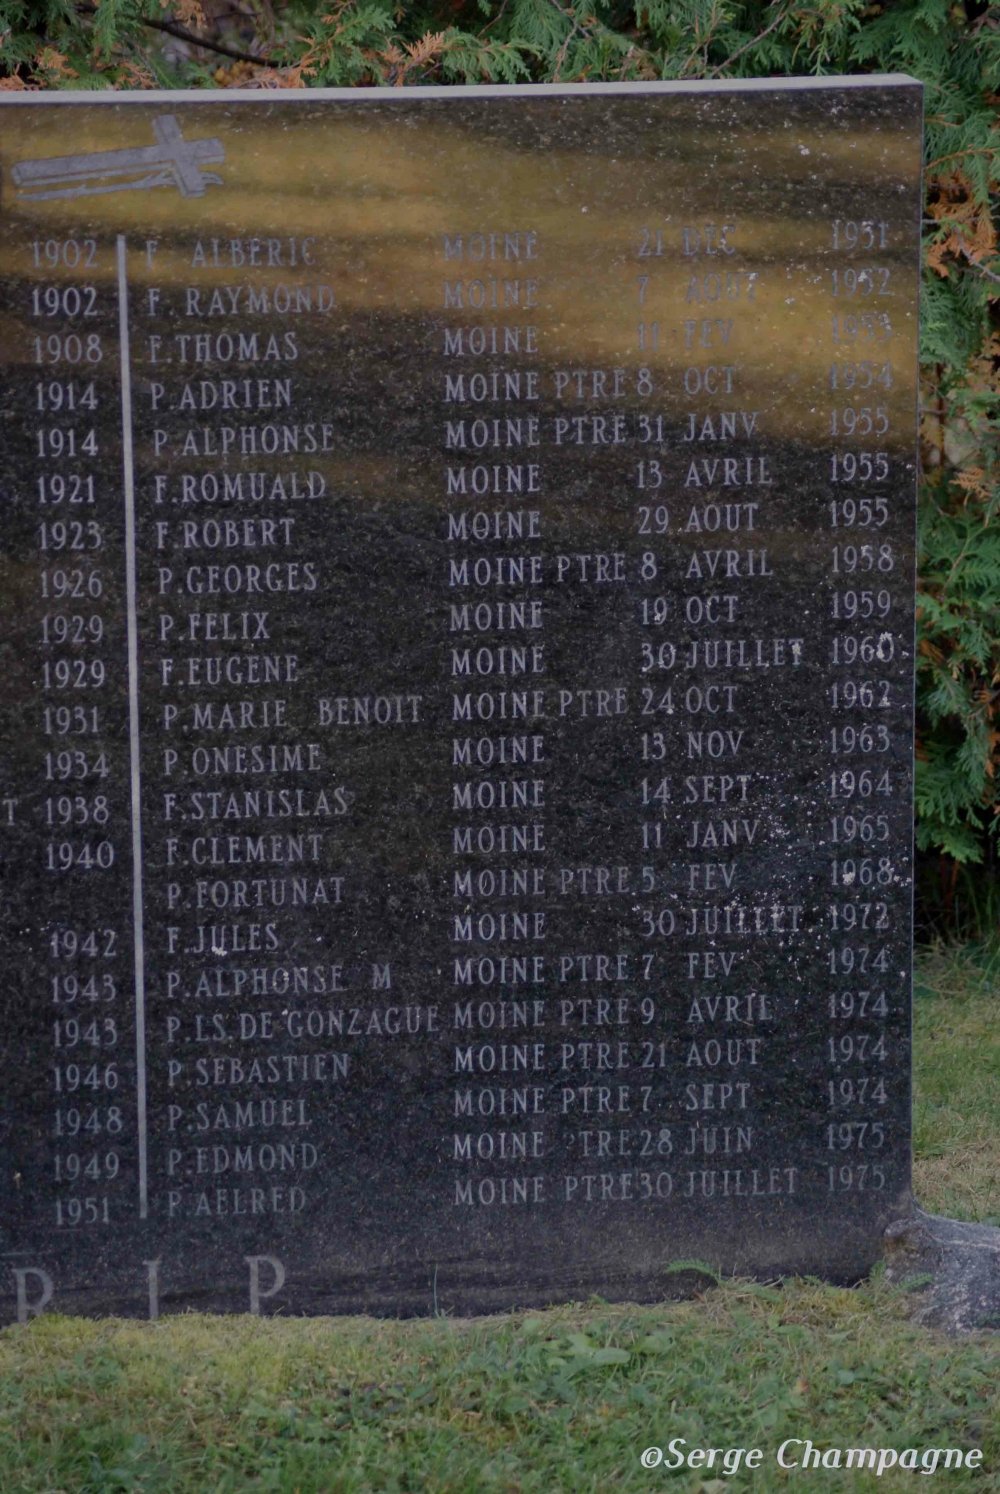 1902 F. ALBERIC MOINE 21 DEC 1951
1902 F. RAYMOND MOINE 7 AOUT 1952
1908 F. THOMAS MOINE 11 FEV 1953
1914 P. ADRIEN MOINE PTRE 8 OCT 1954
1914 P. ALPHONSE MOINE PTRE 31 JANV 1955
1921 F. ROMUALD MOINE 13 AVRIL 1955
1923 F. ROBERT MOINE 29 AOUT 1955
1926 P. GEORGES MOINE PTRE 8 AVRIL 1958
1929 P. FELIX MOINE 19 OCT 1959
1929 F. EUGENE MOINE 30 JUILLET 1960
1931 P. MARIE BENOIT MOINE PTRE 24 OCT 1962
1934 P. ONESIME MOINE 13 NOV 1963
T 1938 F. STANISLAS MOINE 14 SEPT 1964
1940 F. CLEMENT MOINE 11 JANV 1965
P. FORTUNAT MOINE PTRE 5 FEV 1968
1942 F. JULES MOINE 30 JUILLET 1972
1943 P. ALPHONSE M MOINE PTRE 7 FEV 1974
1943 P. LS. DE GONZAGUE MOINE PTRE 9 AVRIL 1974
1946 P. SEBASTIEN MOINE PTRE 21 AOUT 1974
1948 P. SAMUEL MOINE PTRE 7 SEPT 1974
1949 P. EDMOND MOINE PTRE 28 JUIN 1975
1951 P. AELRED MOINE PTRE 30 JUILLET 1975
R I P
©Serge Champagne